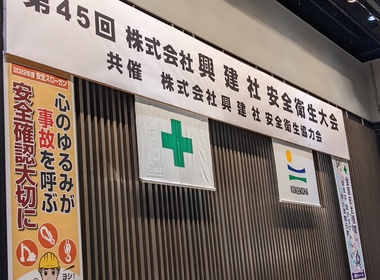 第45回 株式会社 興建社 安全衛生大会
共催 株式会社 興建社 安全衛生協力会
2022年度 安全スローガン
心のゆるみが
事故を呼ぶ
安全確認大切に
ヨシ!
KOKENSHA